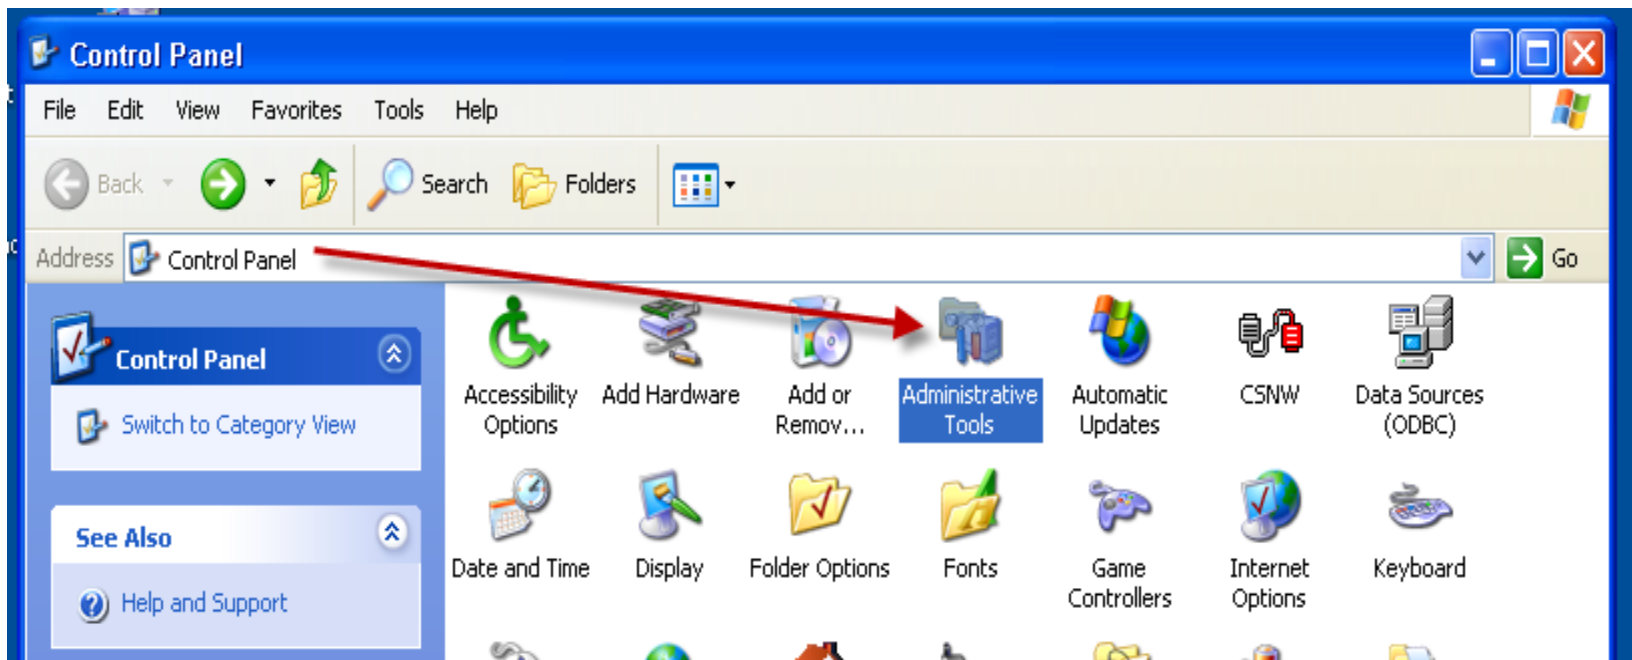 Control Panel
File Edit View Favorites Tools Help
Back Search Folders
Address Control Panel Go
Control Panel
Switch to Category View
See Also
Help and Support
Accessibility Options
Add Hardware
Add or Remov...
Administrative Tools
Automatic Updates
CSNW
Data Sources (ODBC)
Date and Time
Display
Folder Options
Fonts
Game Controllers
Internet Options
Keyboard